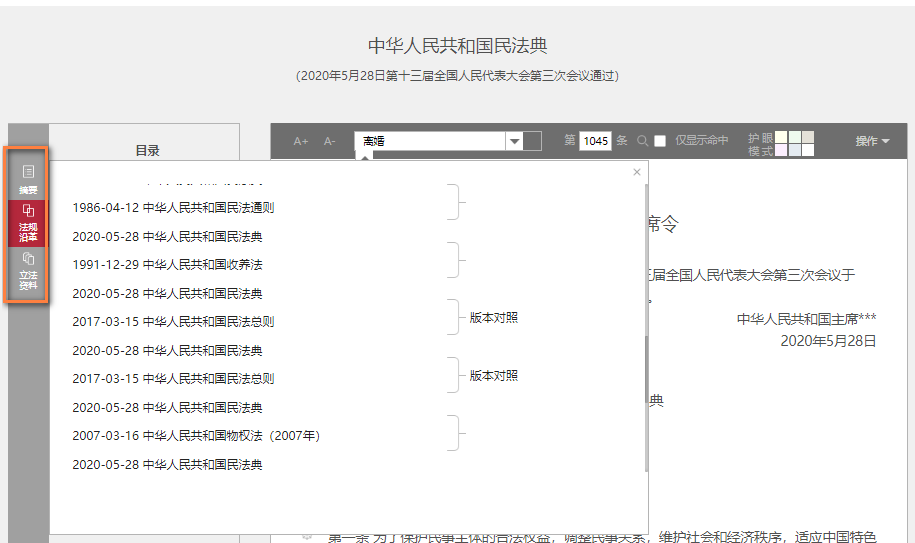 中华人民共和国民法典
(2020年5月28日第十三届全国人民代表大会第三次会议通过)
目录
A+ A- 离婚 第 1045 条 仅显示命中 护眼模式 操作
摘要
法规沿革
立法资料
×
1986-04-12 中华人民共和国民法通则
2020-05-28 中华人民共和国民法典
1991-12-29 中华人民共和国收养法
2020-05-28 中华人民共和国民法典
2017-03-15 中华人民共和国民法总则
版本对照
2020-05-28 中华人民共和国民法典
2017-03-15 中华人民共和国民法总则
版本对照
2020-05-28 中华人民共和国民法典
2007-03-16 中华人民共和国物权法（2007年）
2020-05-28 中华人民共和国民法典
席令
三届全国人民代表大会第三次会议于
。
中华人民共和国主席***
2020年5月28日
典
第一条 为了保护民事主体的合法权益，调整民事关系，维护社会和经济秩序，适应中国特色